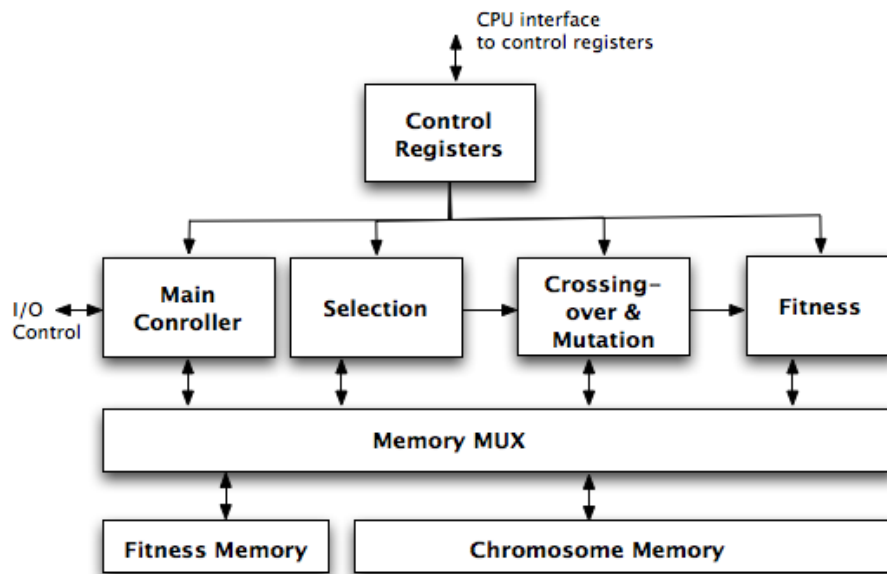 CPU interface
to control registers
Control
Registers
I/O
Control
Main
Conroller
Selection
Crossing-
over &
Mutation
Fitness
Memory MUX
Fitness Memory
Chromosome Memory